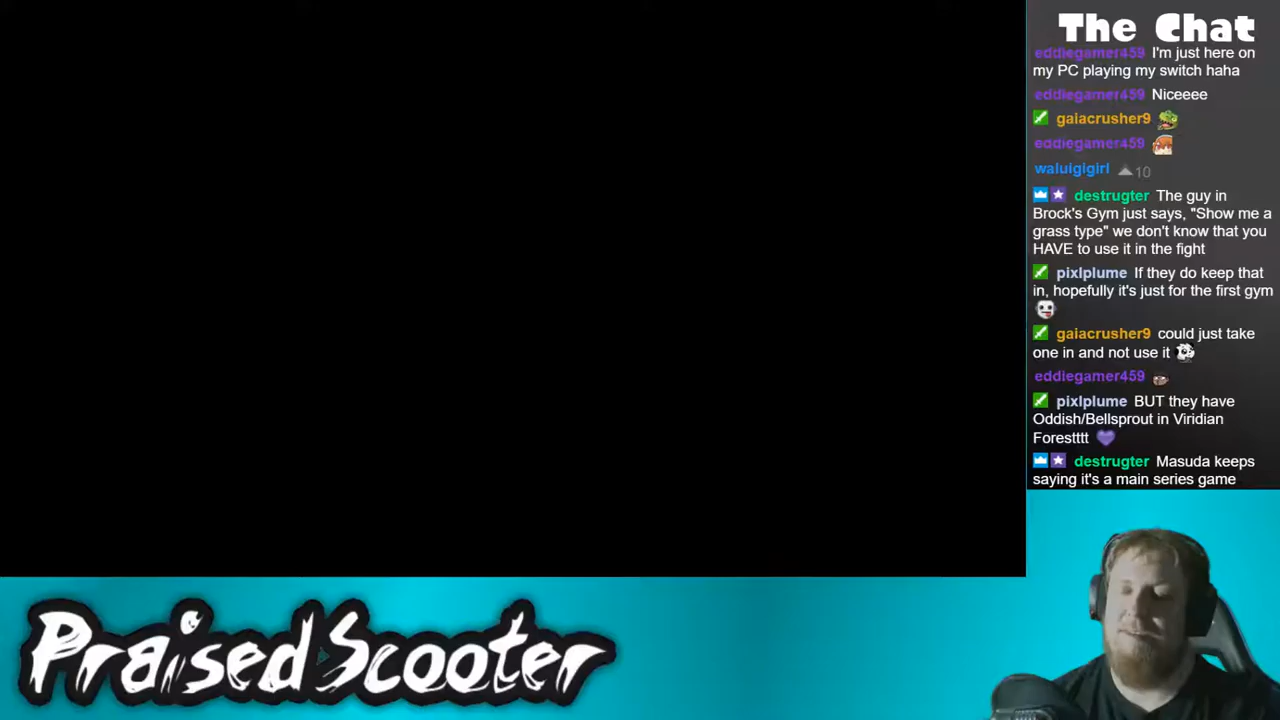 The Chat
eddiegamer459 I'm just here on
my PC playing my switch haha
eddiegamer459 Niceeee
gaiacrusher9
eddiegamer459
waluigigirl 10
destrugter The guy in
Brock's Gym just says, "Show me a
grass type" we don't know that you
HAVE to use it in the fight
pixlplume If they do keep that
in, hopefully it's just for the first gym
gaiacrusher9 could just take
one in and not use it
eddiegamer459
pixlplume BUT they have
Oddish/Bellsprout in Viridian
Foresttttt
destrugter Masuda keeps
saying it's a main series game
PraisedScooter